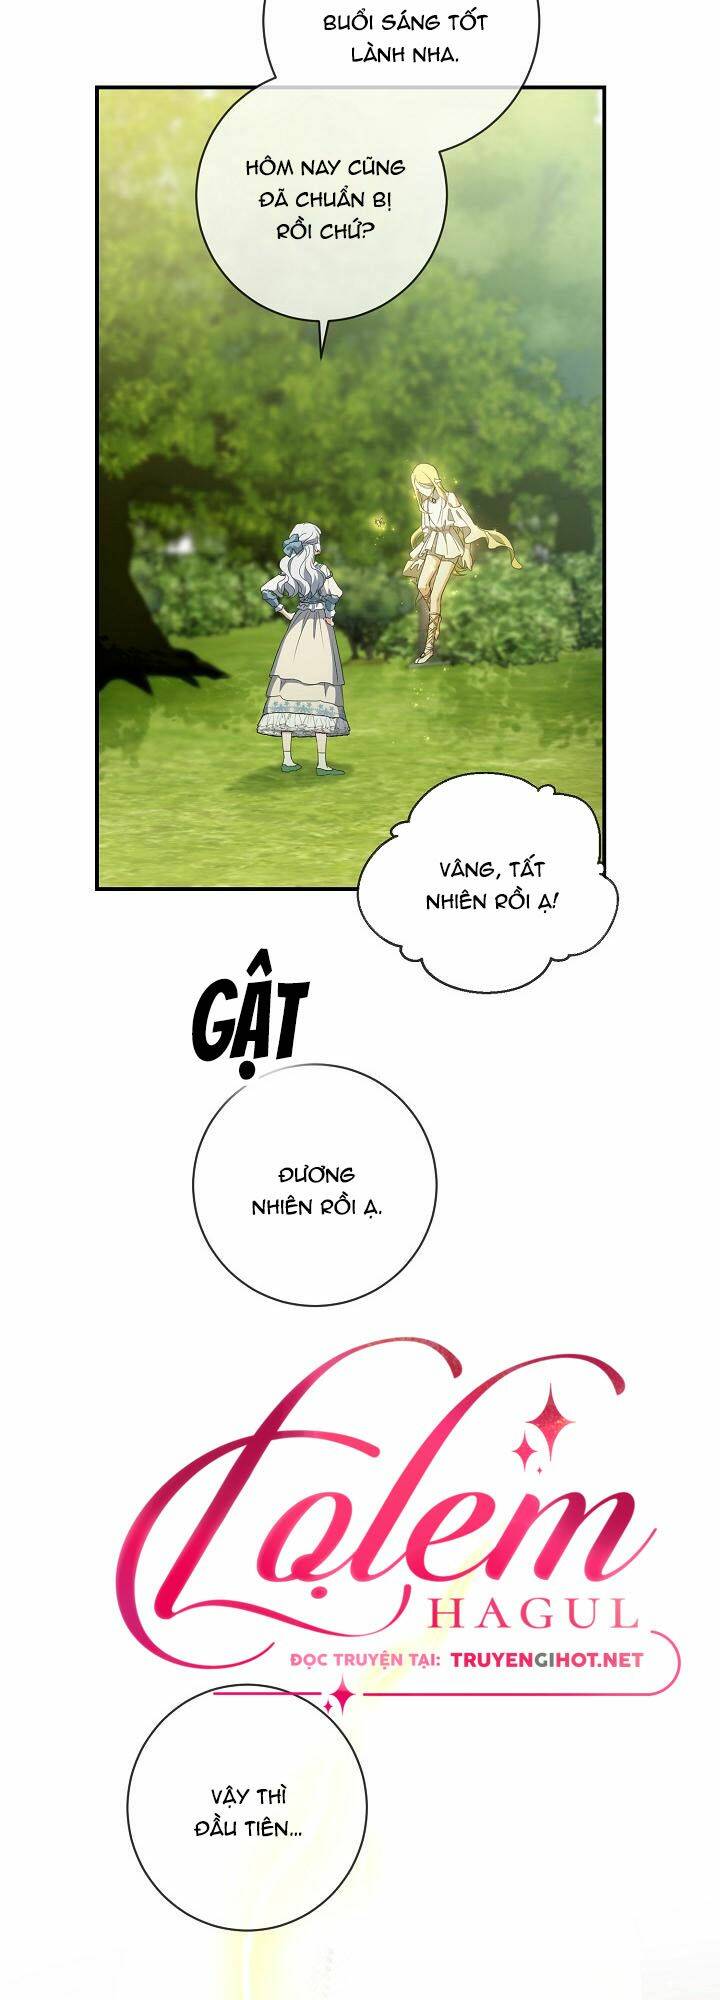 BUỔI SÁNG TỐT
LÀNH NHA.
HÔM NAY CŨNG
ĐÃ CHUẨN BỊ
RỒI CHỨ?
VÂNG, TẤT
NHIÊN RỒI Ạ!
GẬT
ĐƯƠNG
NHIÊN RỒI Ạ.
Lọlem
HAGUL
ĐỌC TRUYỆN TẠI: TRUYENGIHOT.NET
VẬY THÌ
ĐẦU TIÊN...